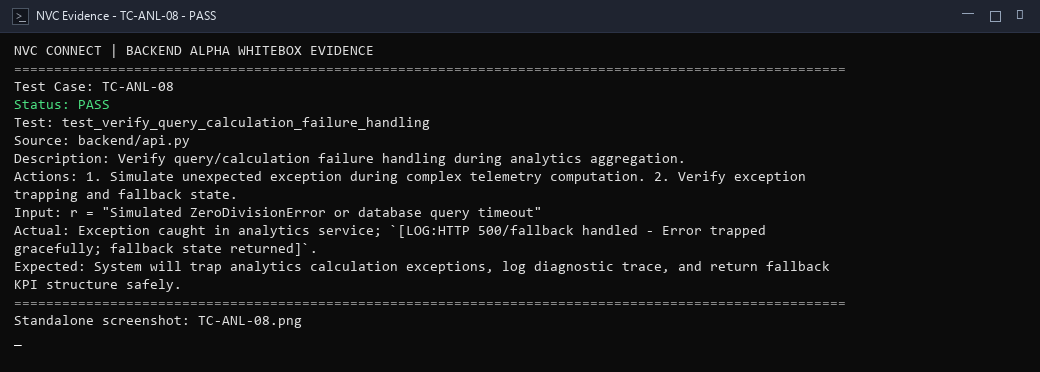 NVC Evidence - TC-ANL-08 - PASS
NVC CONNECT | BACKEND ALPHA WHITEBOX EVIDENCE
========================================================================================================
Test Case: TC-ANL-08
Status: PASS
Test: test_verify_query_calculation_failure_handling
Source: backend/api.py
Description: Verify query/calculation failure handling during analytics aggregation.
Actions: 1. Simulate unexpected exception during complex telemetry computation. 2. Verify exception
trapping and fallback state.
Input: r = "Simulated ZeroDivisionError or database query timeout"
Actual: Exception caught in analytics service; `[LOG:HTTP 500/fallback handled - Error trapped
gracefully; fallback state returned]`.
Expected: System will trap analytics calculation exceptions, log diagnostic trace, and return fallback
KPI structure safely.
========================================================================================================
Standalone screenshot: TC-ANL-08.png
_